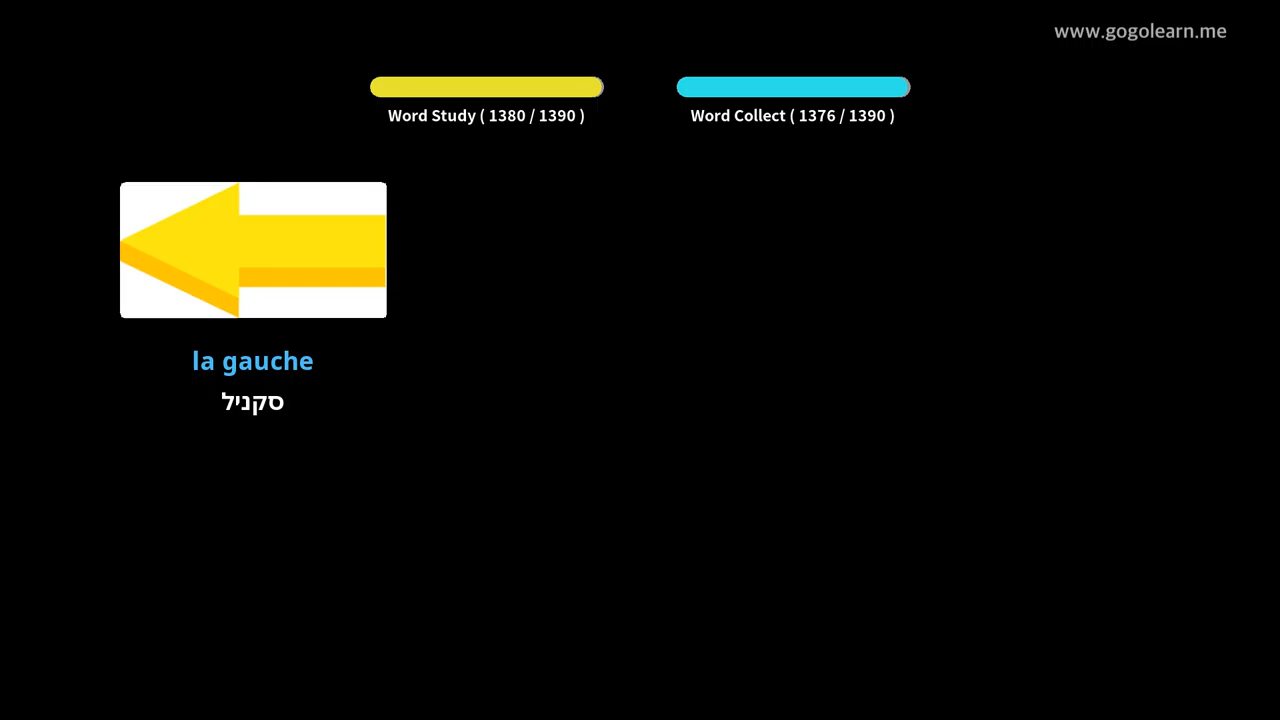 www.gogolearn.me
Word Study ( 1380 / 1390 )
Word Collect ( 1376 / 1390 )
la gauche
סקניל